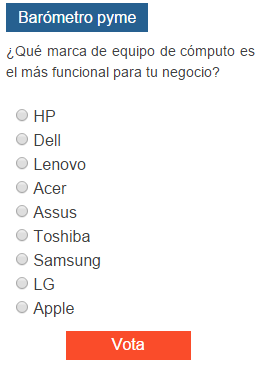 Barómetro pyme
¿Qué marca de equipo de cómputo es
el más funcional para tu negocio?
HP
Dell
Lenovo
Acer
Assus
Toshiba
Samsung
LG
Apple
Vota